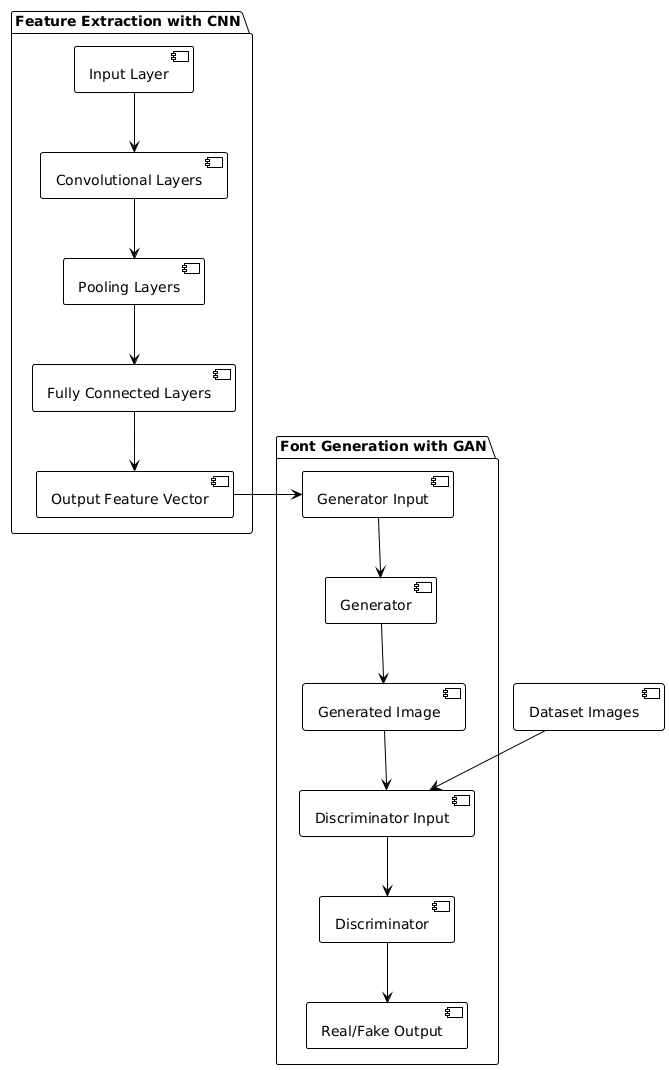 Feature Extraction with CNN
Input Layer
Convolutional Layers
Pooling Layers
Fully Connected Layers
Output Feature Vector
Font Generation with GAN
Generator Input
Generator
Generated Image
Dataset Images
Discriminator Input
Discriminator
Real/Fake Output